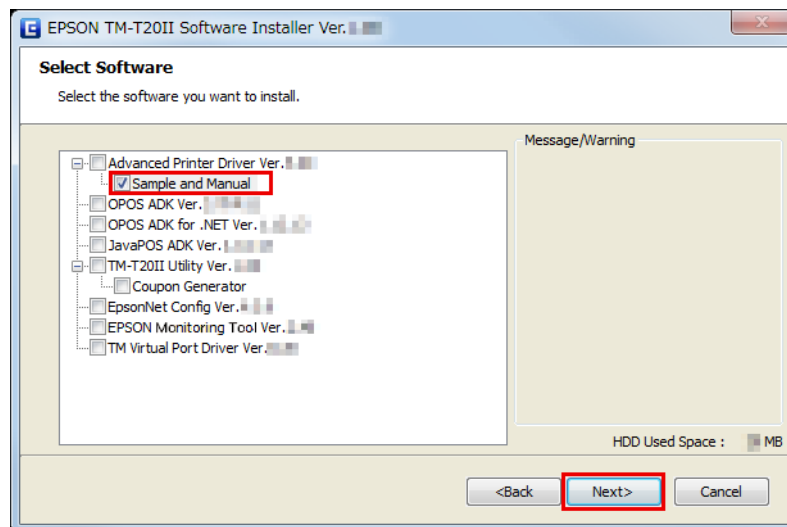 EPSON TM-T20II Software Installer Ver.
Select Software
Select the software you want to install.
Message/Warning
Advanced Printer Driver Ver.
Sample and Manual
OPOS ADK Ver.
OPOS ADK for .NET Ver.
JavaPOS ADK Ver.
TM-T20II Utility Ver.
Coupon Generator
EpsonNet Config Ver.
EPSON Monitoring Tool Ver.
TM Virtual Port Driver Ver.
HDD Used Space : MB
<Back Next> Cancel